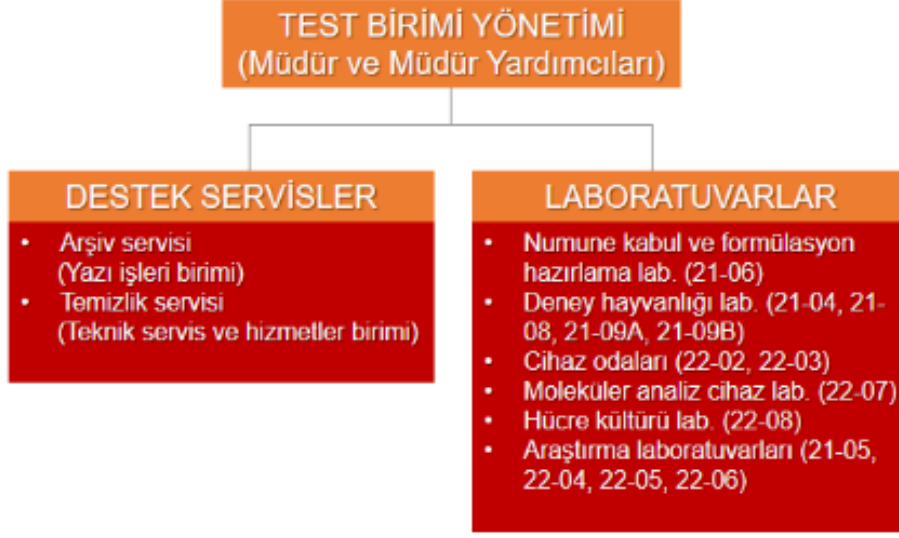 TEST BİRİMİ YÖNETİMİ
(Müdür ve Müdür Yardımcıları)
DESTEK SERVİSLER
• Arşiv servisi
(Yazı işleri birimi)
• Temizlik servisi
(Teknik servis ve hizmetler birimi)
LABORATUVARLAR
• Numune kabul ve formülasyon
hazırlama lab. (21-06)
• Deney hayvanlığı lab. (21-04, 21-
08, 21-09A, 21-09B)
• Cihaz odaları (22-02, 22-03)
• Moleküler analiz cihaz lab. (22-07)
• Hücre kültürü lab. (22-08)
• Araştırma laboratuvarları (21-05,
22-04, 22-05, 22-06)